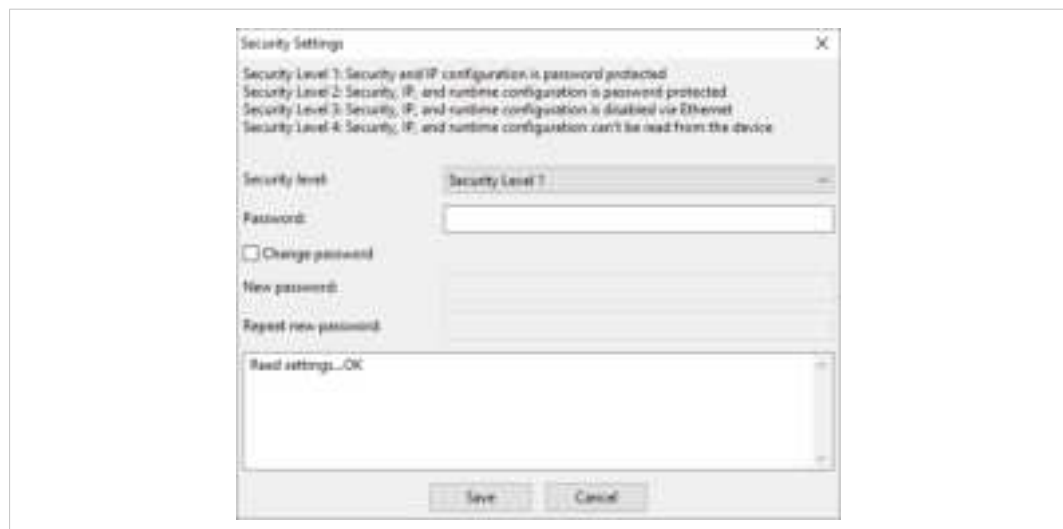 Security Settings
Security Level 1: Security and IP configuration is password protected
Security Level 2: Security, IP, and runtime configuration is password protected
Security Level 3: Security, IP, and runtime configuration is disabled via Ethernet
Security Level 4: Security, IP, and runtime configuration can't be read from the device
Security level:
Security Level 1
Password:
Change password
New password:
Repeat new password:
Read settings...OK
Save
Cancel